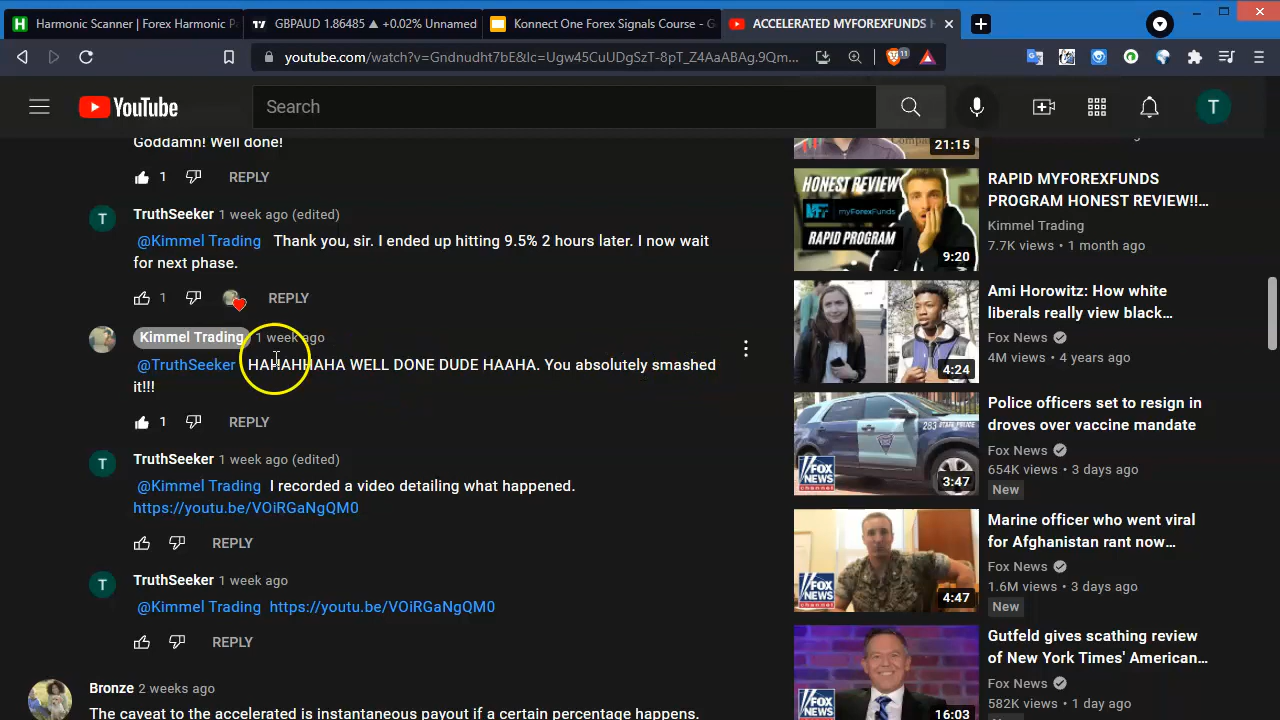 Harmonic Scanner | Forex Harmonic P
GBPAUD 1.86485 ▲ +0.02% Unnamed
Konnect One Forex Signals Course - G
ACCELERATED MYFOREXFUNDS H
youtube.com/watch?v=Gndnudht7bE&lc=Ugw45CuUDgSzT-8pT_Z4AaABAg.9Qm...
11
YouTube
Search
T
Goddamn! Well done!
1 REPLY
T
TruthSeeker 1 week ago (edited)
@Kimmel Trading Thank you, sir. I ended up hitting 9.5% 2 hours later. I now wait
for next phase.
1 REPLY
Kimmel Trading 1 week ago
@TruthSeeker HAHAHHAHA WELL DONE DUDE HAAHA. You absolutely smashed
it!!!
1 REPLY
T
TruthSeeker 1 week ago (edited)
@Kimmel Trading I recorded a video detailing what happened.
https://youtu.be/VOiRGaNgQM0
REPLY
T
TruthSeeker 1 week ago
@Kimmel Trading https://youtu.be/VOiRGaNgQM0
REPLY
Bronze 2 weeks ago
The caveat to the accelerated is instantaneous payout if a certain percentage happens.
21:15
HONEST REVIEW
MFF myForexFunds
RAPID PROGRAM
9:20
RAPID MYFOREXFUNDS
PROGRAM HONEST REVIEW!!...
Kimmel Trading
7.7K views • 1 month ago
4:24
Ami Horowitz: How white
liberals really view black...
Fox News
4M views • 4 years ago
283 STATE POLICE
FOX
NEWS
channel
3:47
Police officers set to resign in
droves over vaccine mandate
Fox News
654K views • 3 days ago
New
FOX
NEWS
channel
4:47
Marine officer who went viral
for Afghanistan rant now...
Fox News
1.6M views • 3 days ago
New
FOX
NEWS
16:03
Gutfeld gives scathing review
of New York Times' American...
Fox News
582K views • 1 day ago